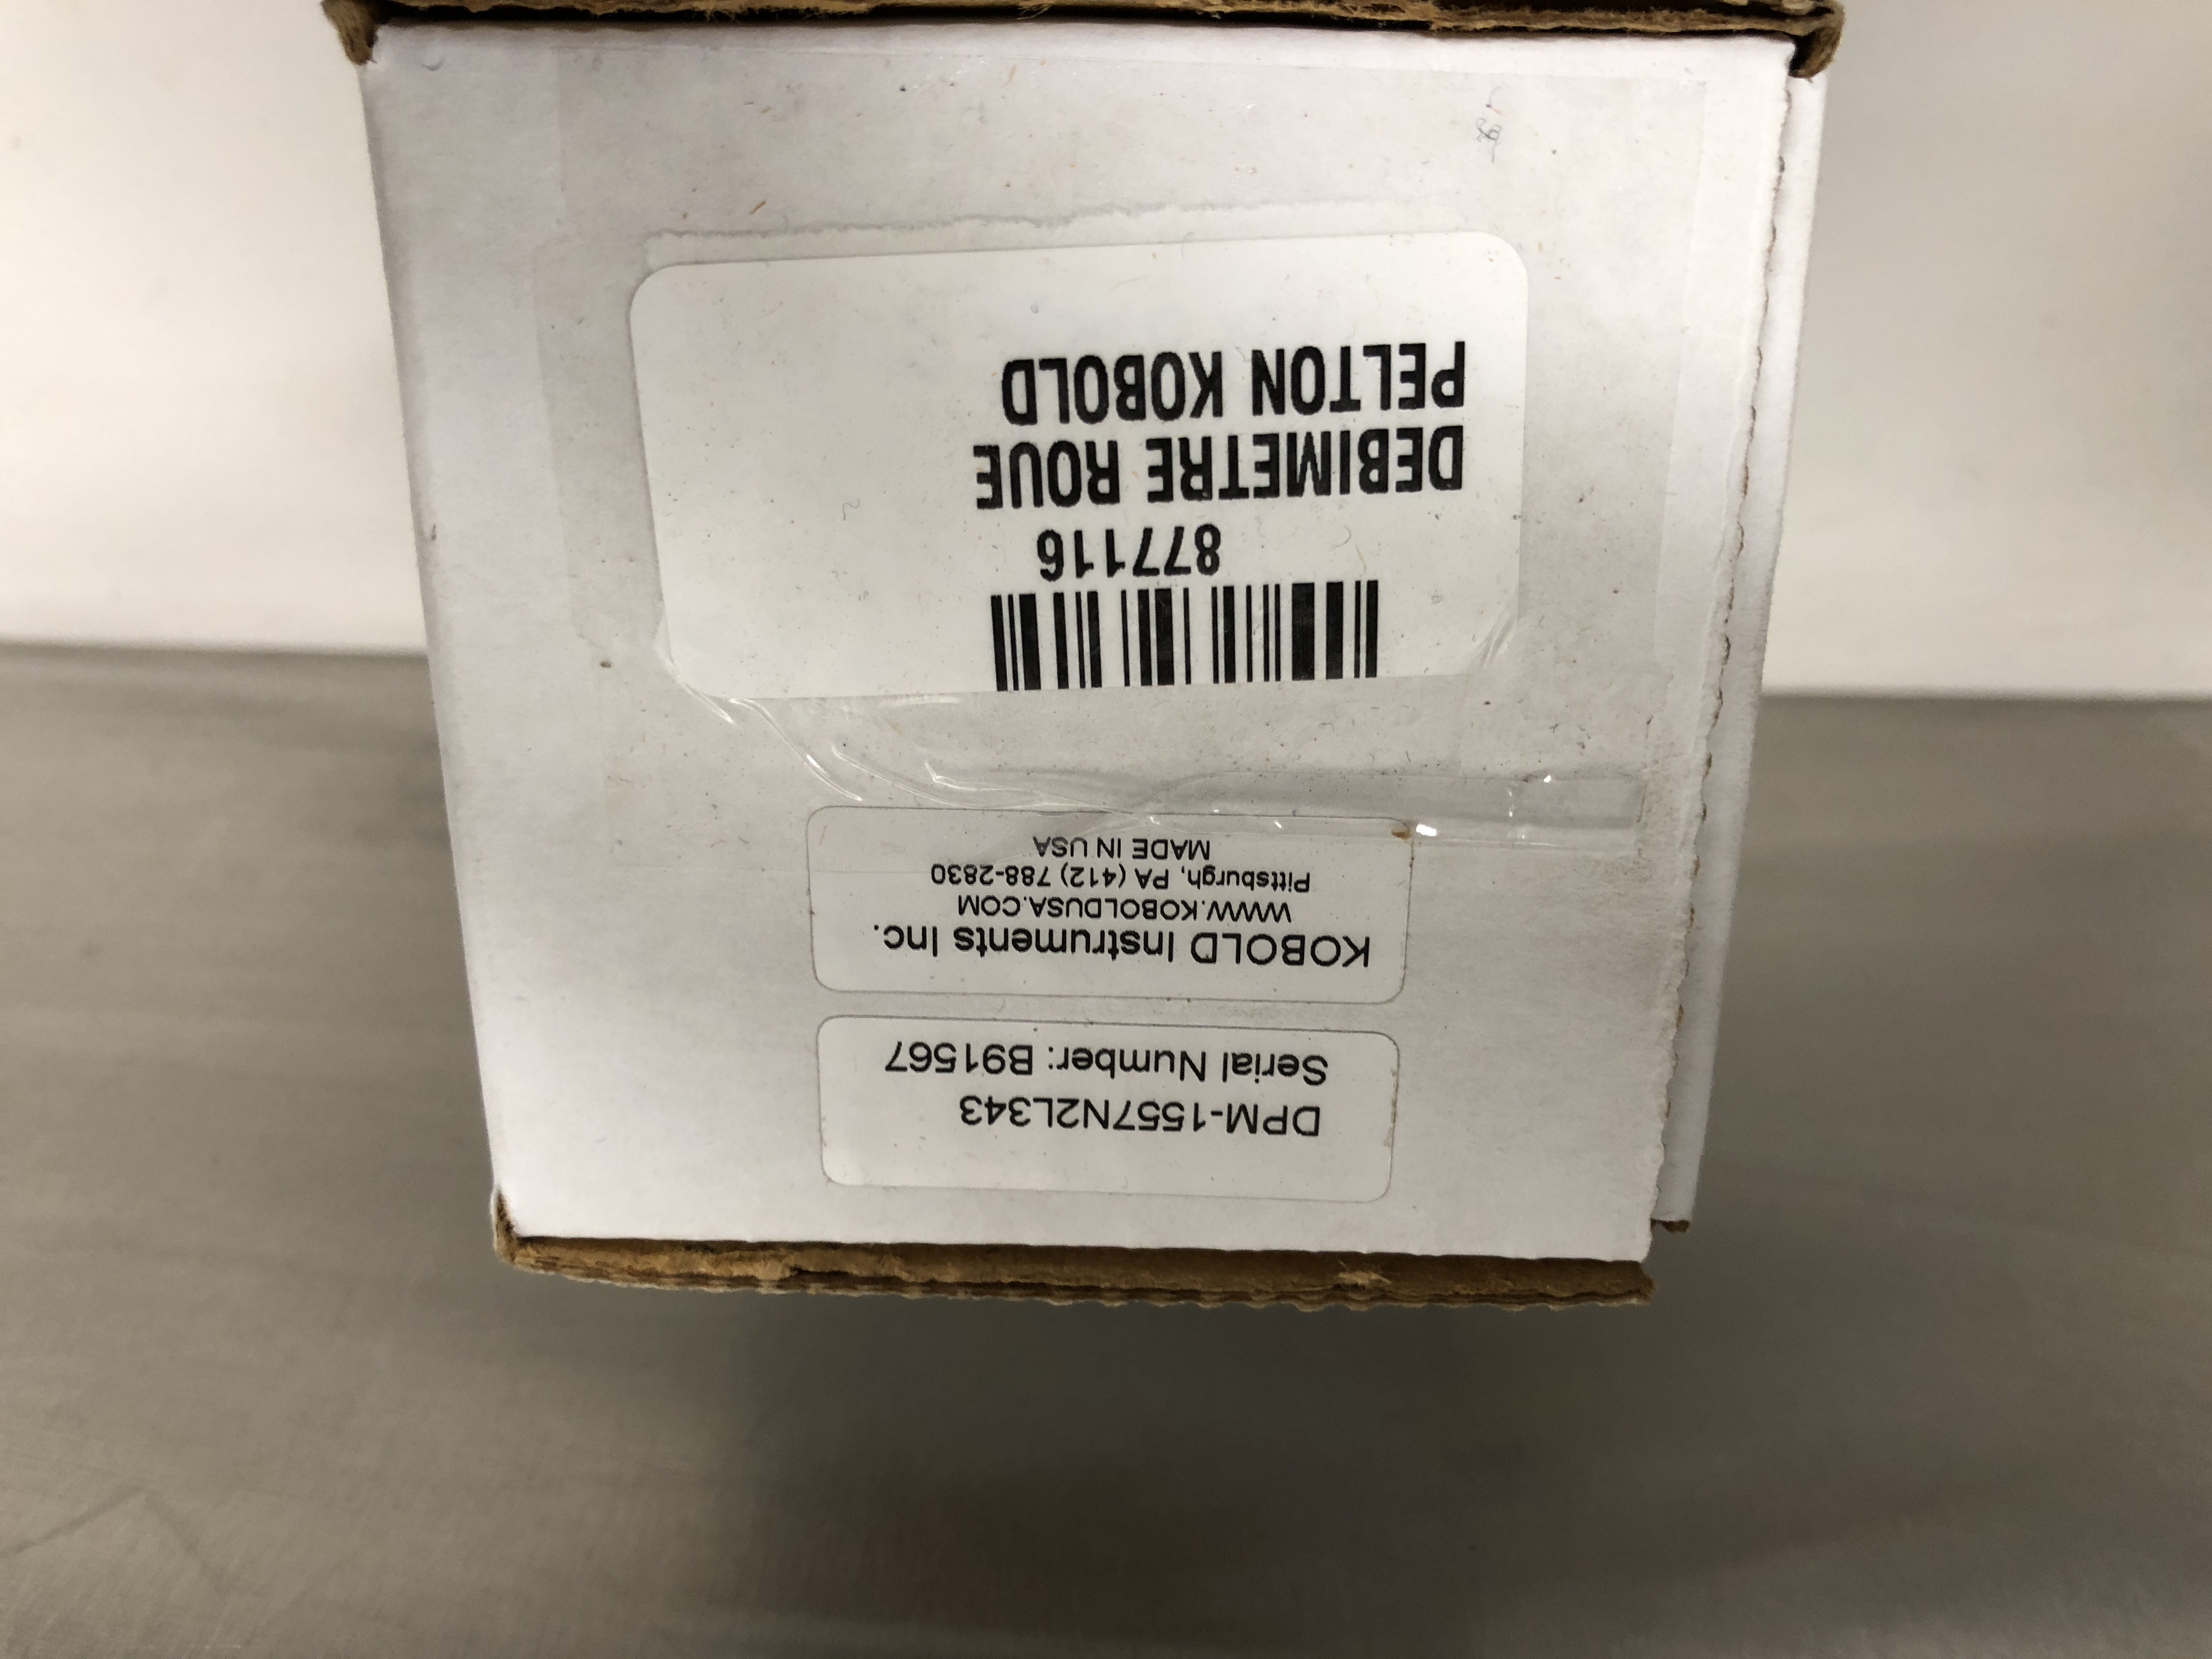 DPM-1557N2L343
Serial Number: B91567
KOBOLD Instruments Inc.
WWW.KOBOLDUSA.COM
Pittsburgh, PA (412) 788-2830
MADE IN USA
877116
DEBIMETRE ROUE
PELTON KOBOLD